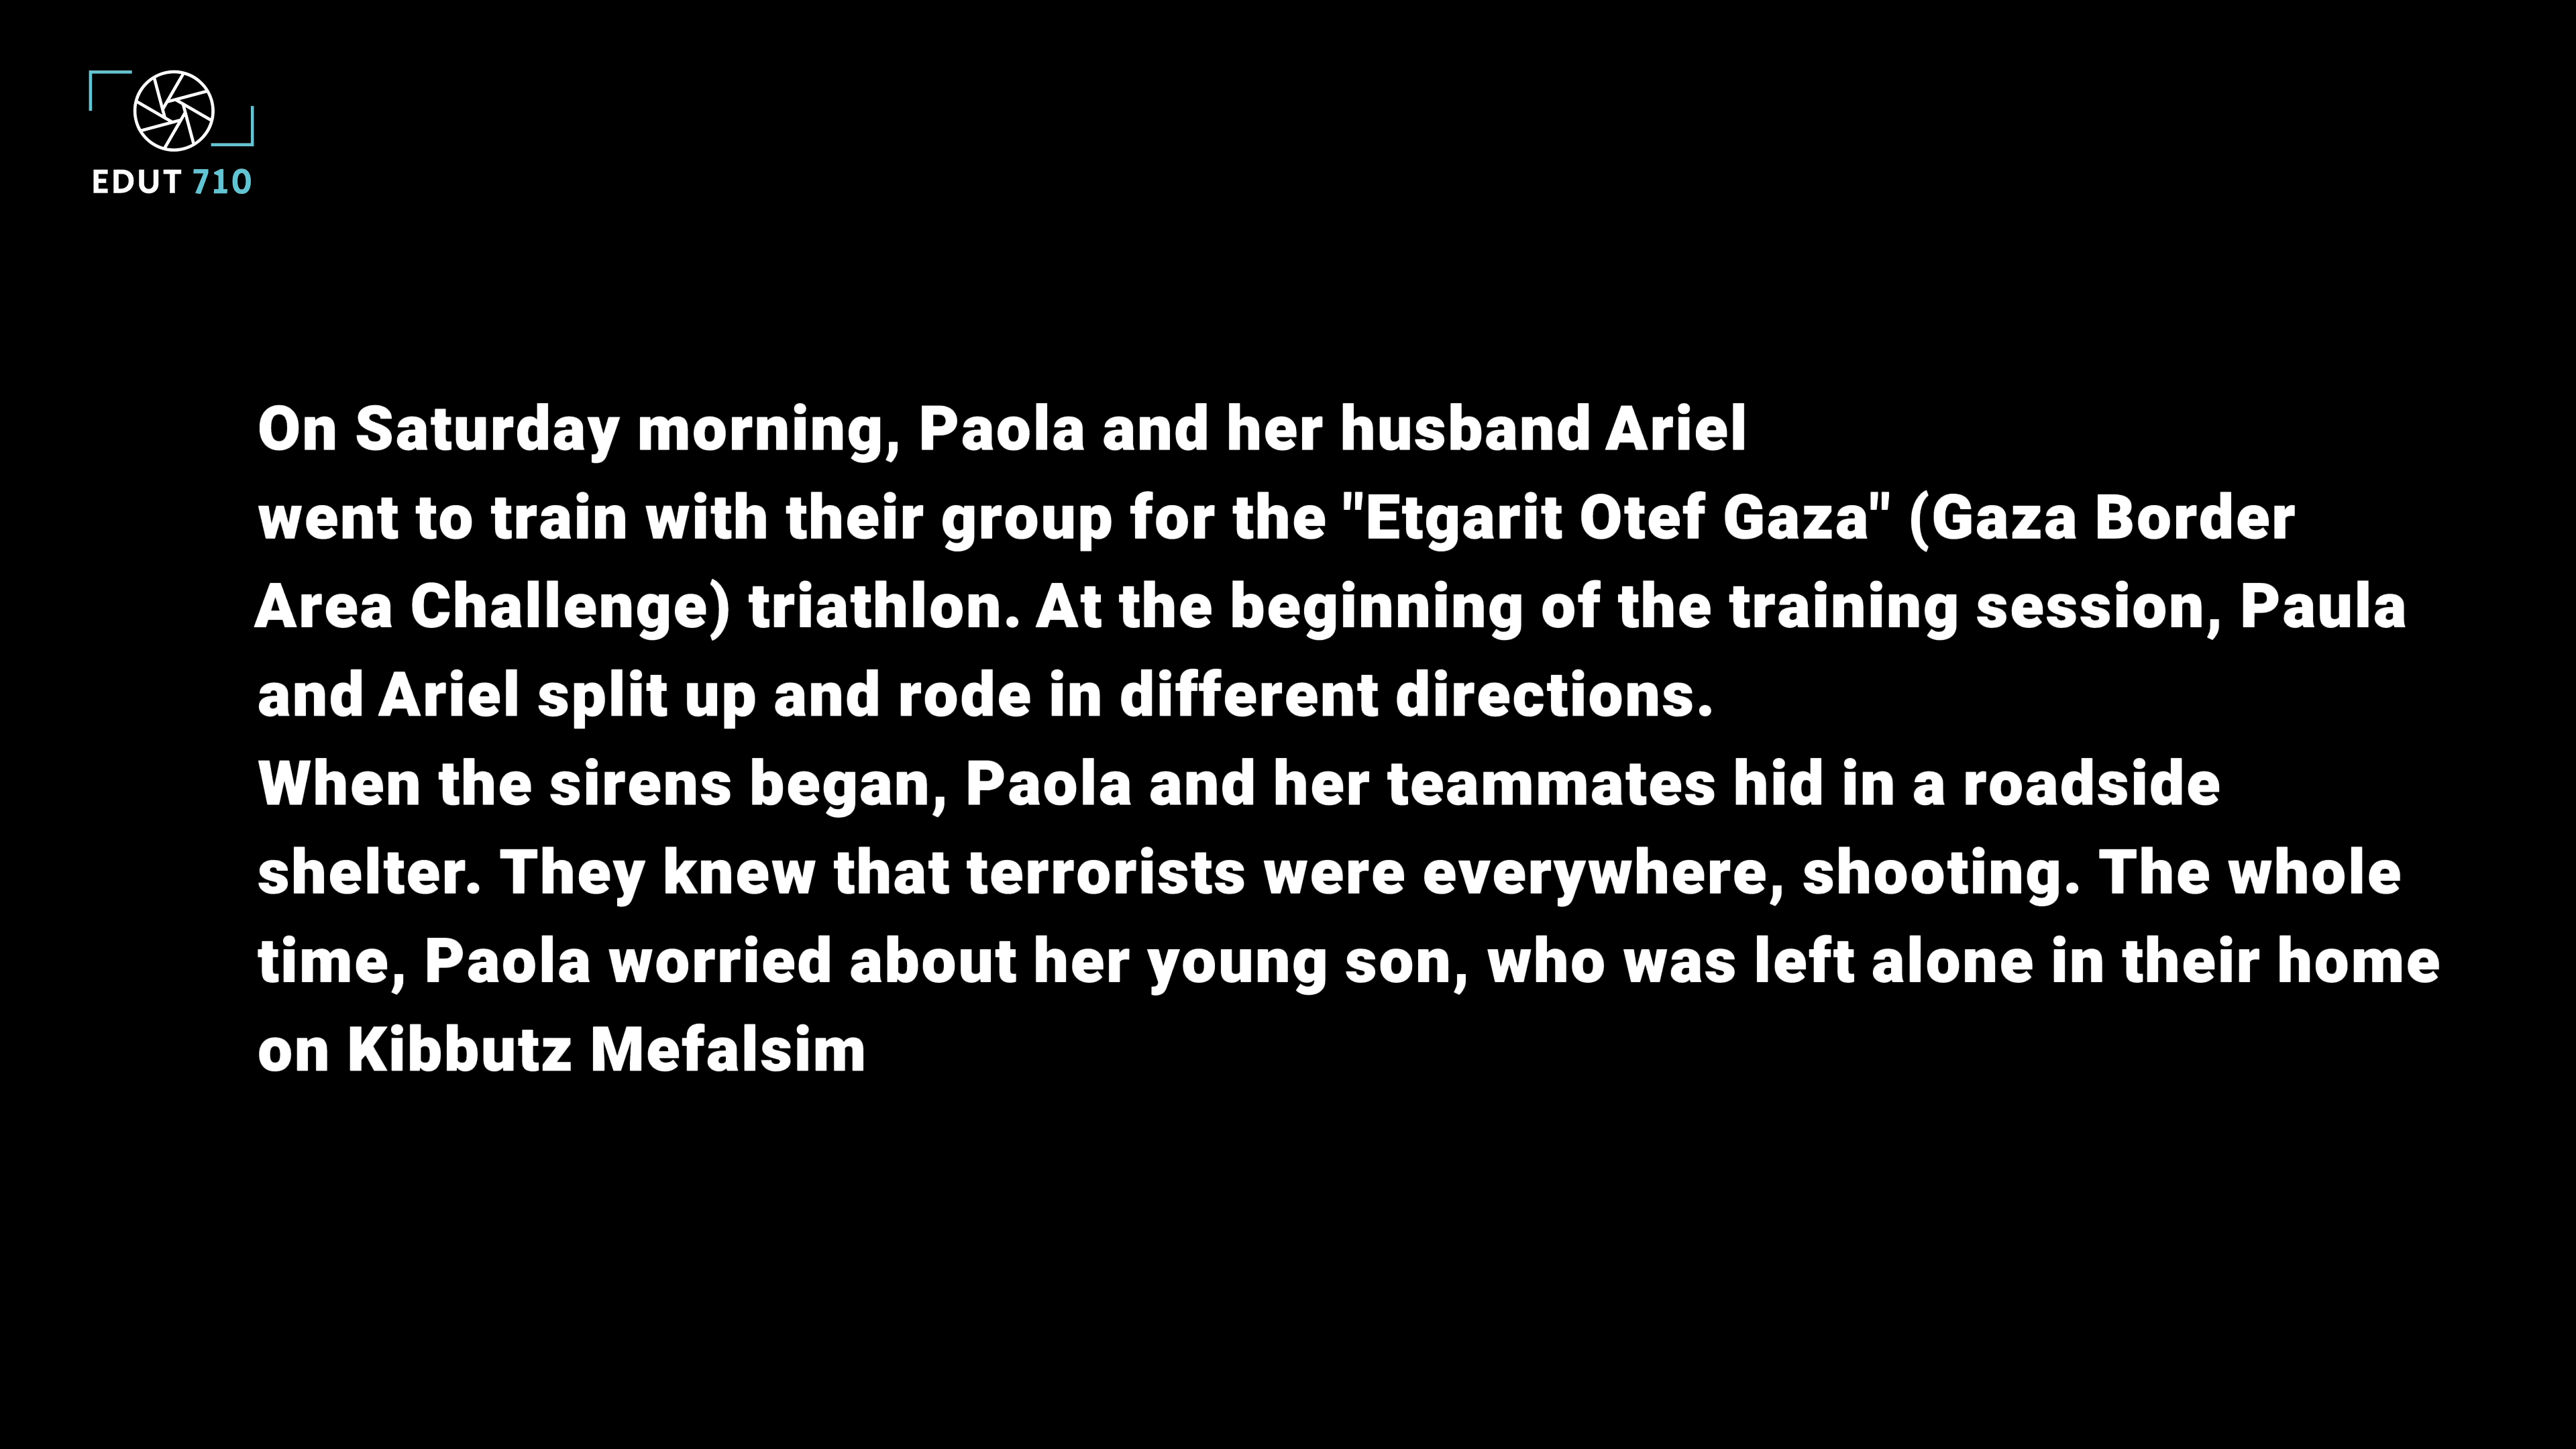 EDUT 710
On Saturday morning, Paola and her husband Ariel
went to train with their group for the "Etgarit Otef Gaza" (Gaza Border
Area Challenge) triathlon. At the beginning of the training session, Paula
and Ariel split up and rode in different directions.
When the sirens began, Paola and her teammates hid in a roadside
shelter. They knew that terrorists were everywhere, shooting. The whole
time, Paola worried about her young son, who was left alone in their home
on Kibbutz Mefalsim